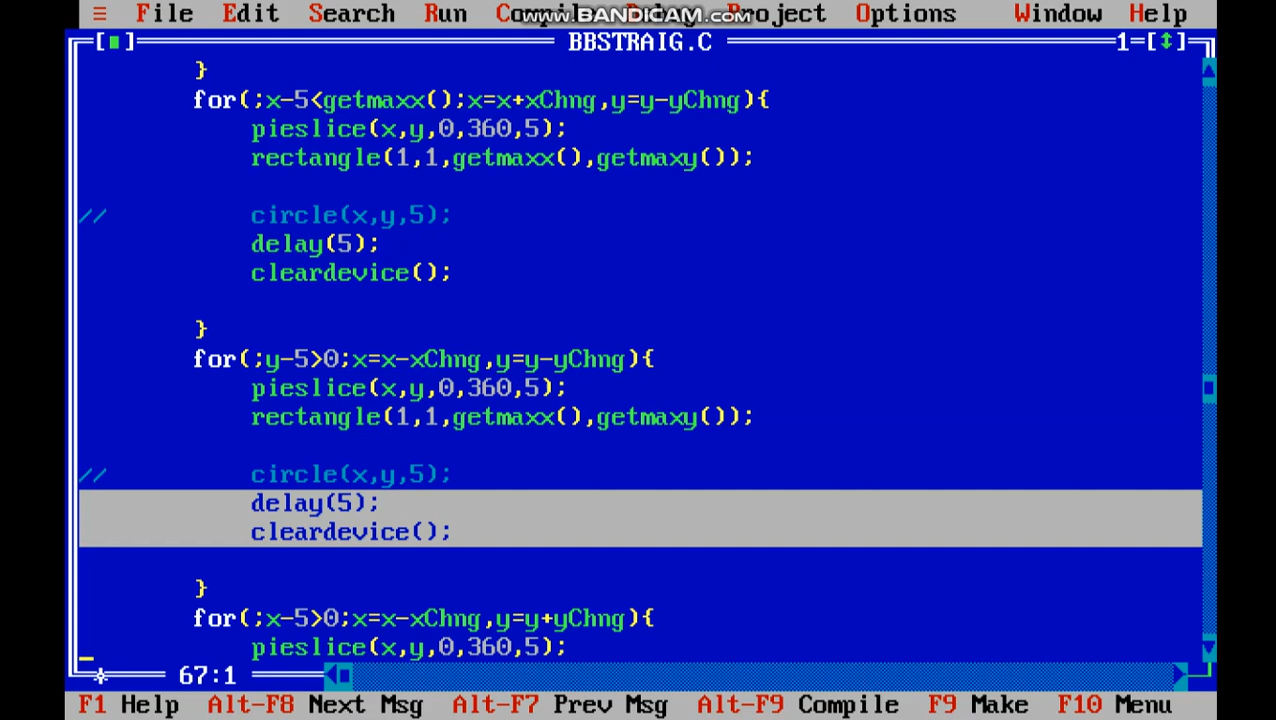 ≡ File Edit Search Run Compile Debug Project Options Window Help
www.BANDICAM.com
[■] BBSTRAIG.C 1=[↕]
}
for(;x-5<getmaxx();x=x+xChng,y=y-yChng){
pieslice(x,y,0,360,5);
rectangle(1,1,getmaxx(),getmaxy());
// circle(x,y,5);
delay(5);
cleardevice();
}
for(;y-5>0;x=x-xChng,y=y-yChng){
pieslice(x,y,0,360,5);
rectangle(1,1,getmaxx(),getmaxy());
// circle(x,y,5);
delay(5);
cleardevice();
}
for(;x-5>0;x=x-xChng,y=y+yChng){
pieslice(x,y,0,360,5);
67:1
F1 Help Alt-F8 Next Msg Alt-F7 Prev Msg Alt-F9 Compile F9 Make F10 Menu